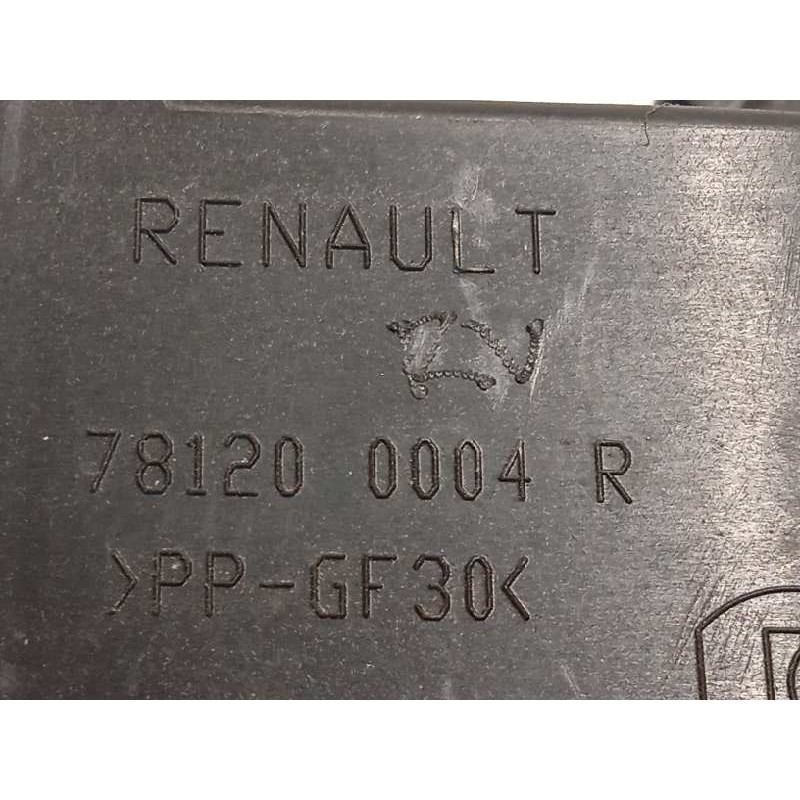 RENAULT
78120 0004 R
>PP-GF30<